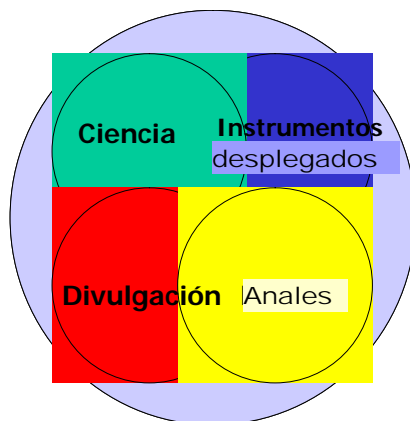 Ciencia
Instrumentos
desplegados
Divulgación
Anales